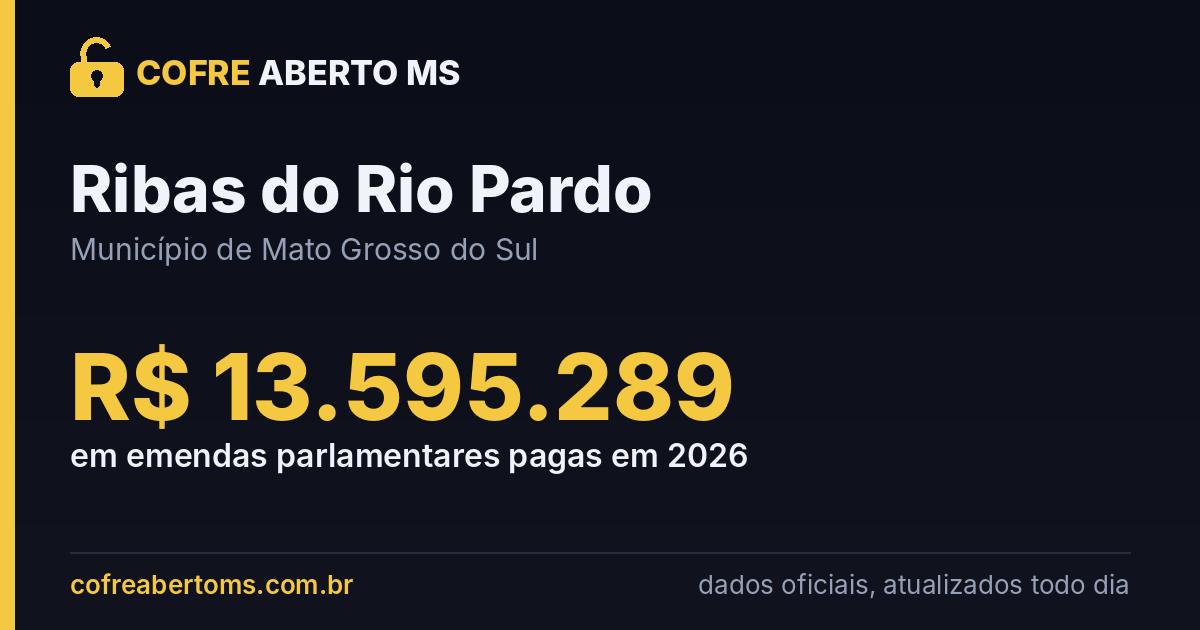 COFRE ABERTO MS
Ribas do Rio Pardo
Município de Mato Grosso do Sul
R$ 13.595.289
em emendas parlamentares pagas em 2026
cofreabertoms.com.br
dados oficiais, atualizados todo dia